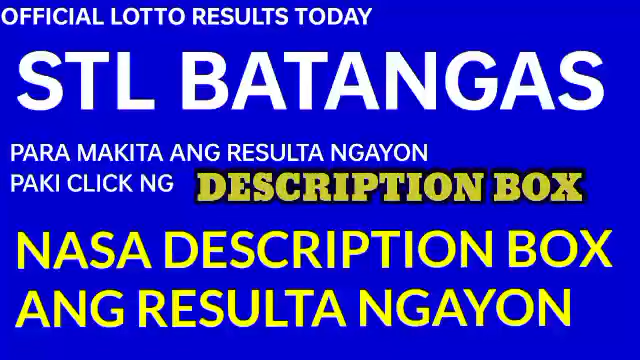 OFFICIAL LOTTO RESULTS TODAY
STL BATANGAS
PARA MAKITA ANG RESULTA NGAYON
PAKI CLICK NG DESCRIPTION BOX
NASA DESCRIPTION BOX
ANG RESULTA NGAYON